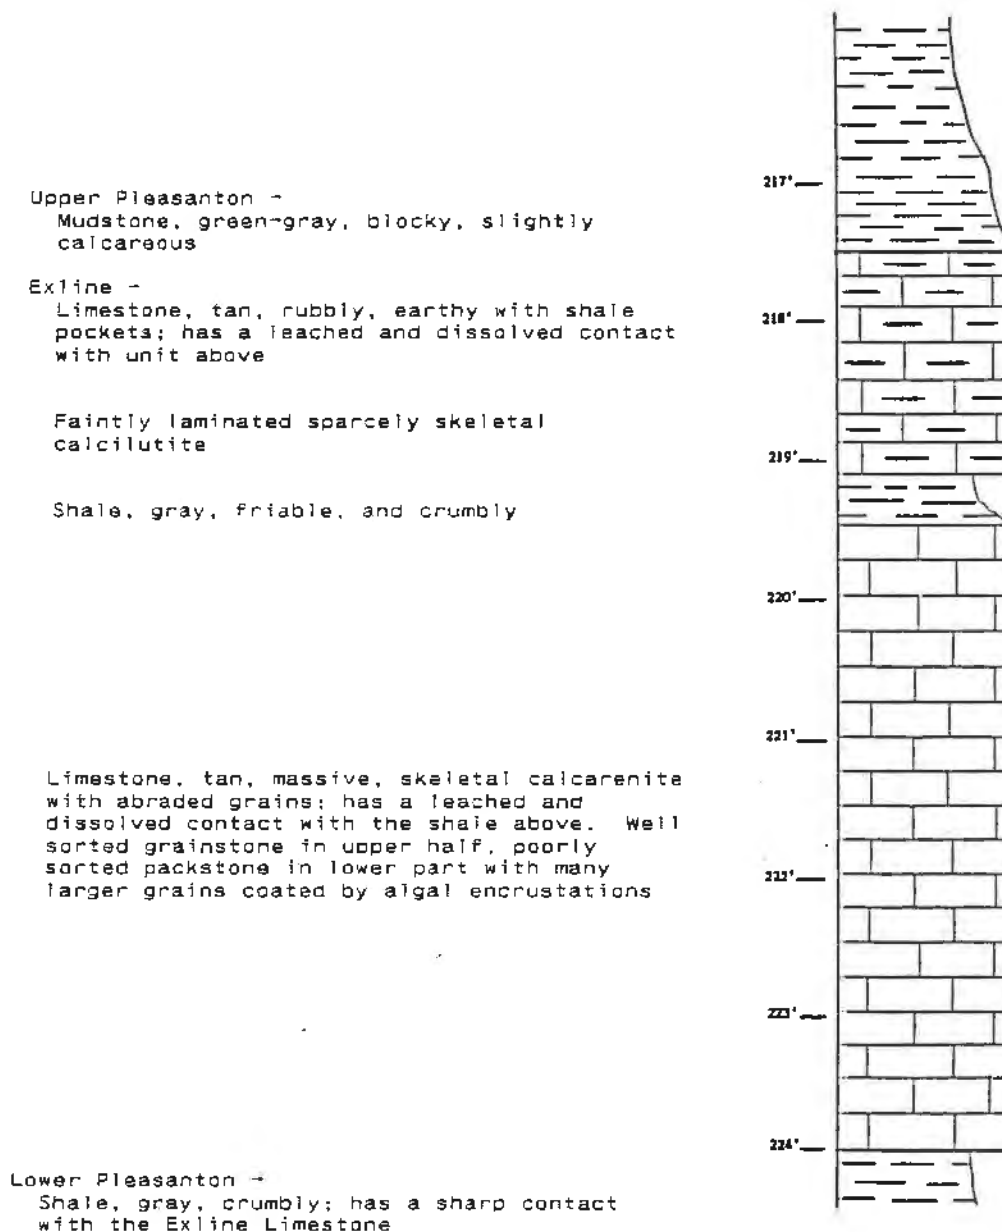 217'
Upper Pleasanton -
Mudstone, green-gray, blocky, slightly
calcareous
Exline -
Limestone, tan, rubbly, earthy with shale
pockets; has a leached and dissolved contact
with unit above
218'
Faintly laminated sparcely skeletal
calcilutite
219'
Shale, gray, friable, and crumbly
220'
221'
Limestone, tan, massive, skeletal calcarenite
with abraded grains; has a leached and
dissolved contact with the shale above. Well
sorted grainstone in upper half, poorly
sorted packstone in lower part with many
larger grains coated by algal encrustations
222'
223'
224'
Lower Pleasanton -
Shale, gray, crumbly; has a sharp contact
with the Exline Limestone